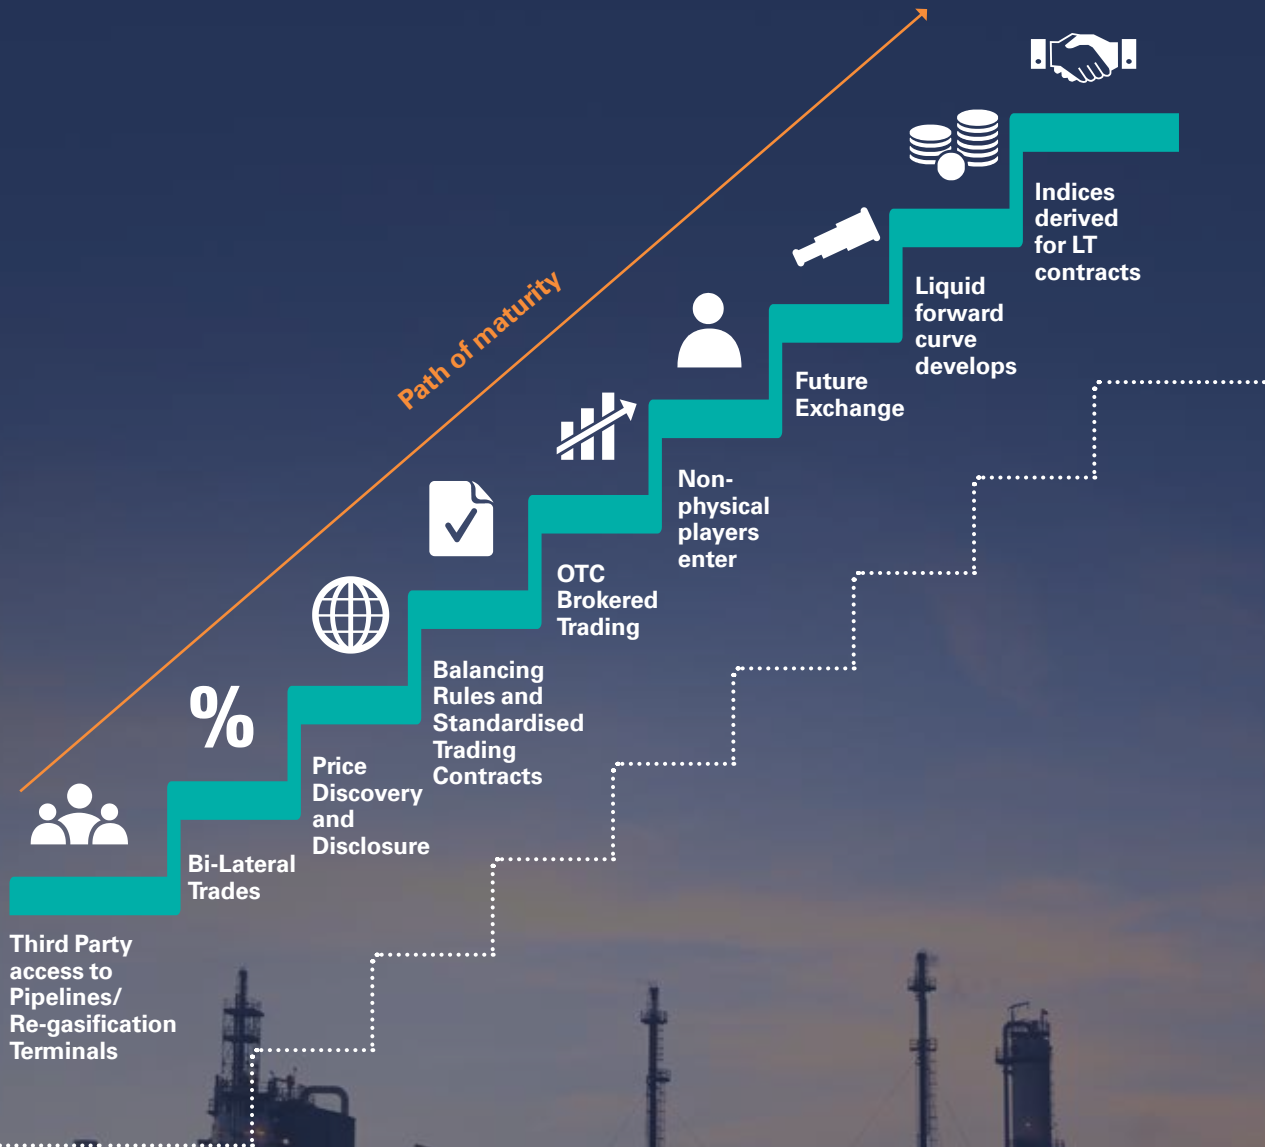 Path of maturity
%
Third Party
access to
Pipelines/
Re-gasification
Terminals
Bi-Lateral
Trades
Price
Discovery
and
Disclosure
Balancing
Rules and
Standardised
Trading
Contracts
OTC
Brokered
Trading
Non-
physical
players
enter
Future
Exchange
Liquid
forward
curve
develops
Indices
derived
for LT
contracts